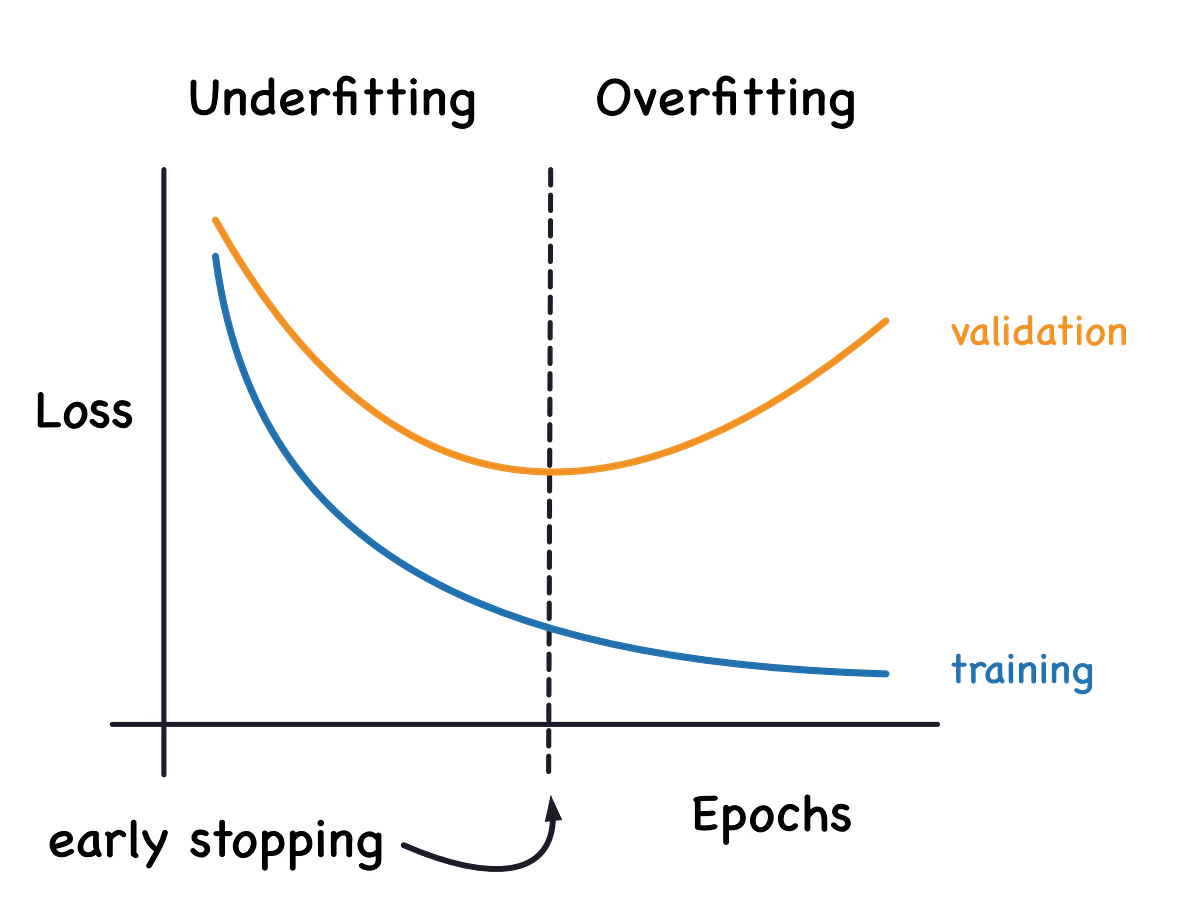 Underfitting
Overfitting
validation
Loss
training
Epochs
early stopping